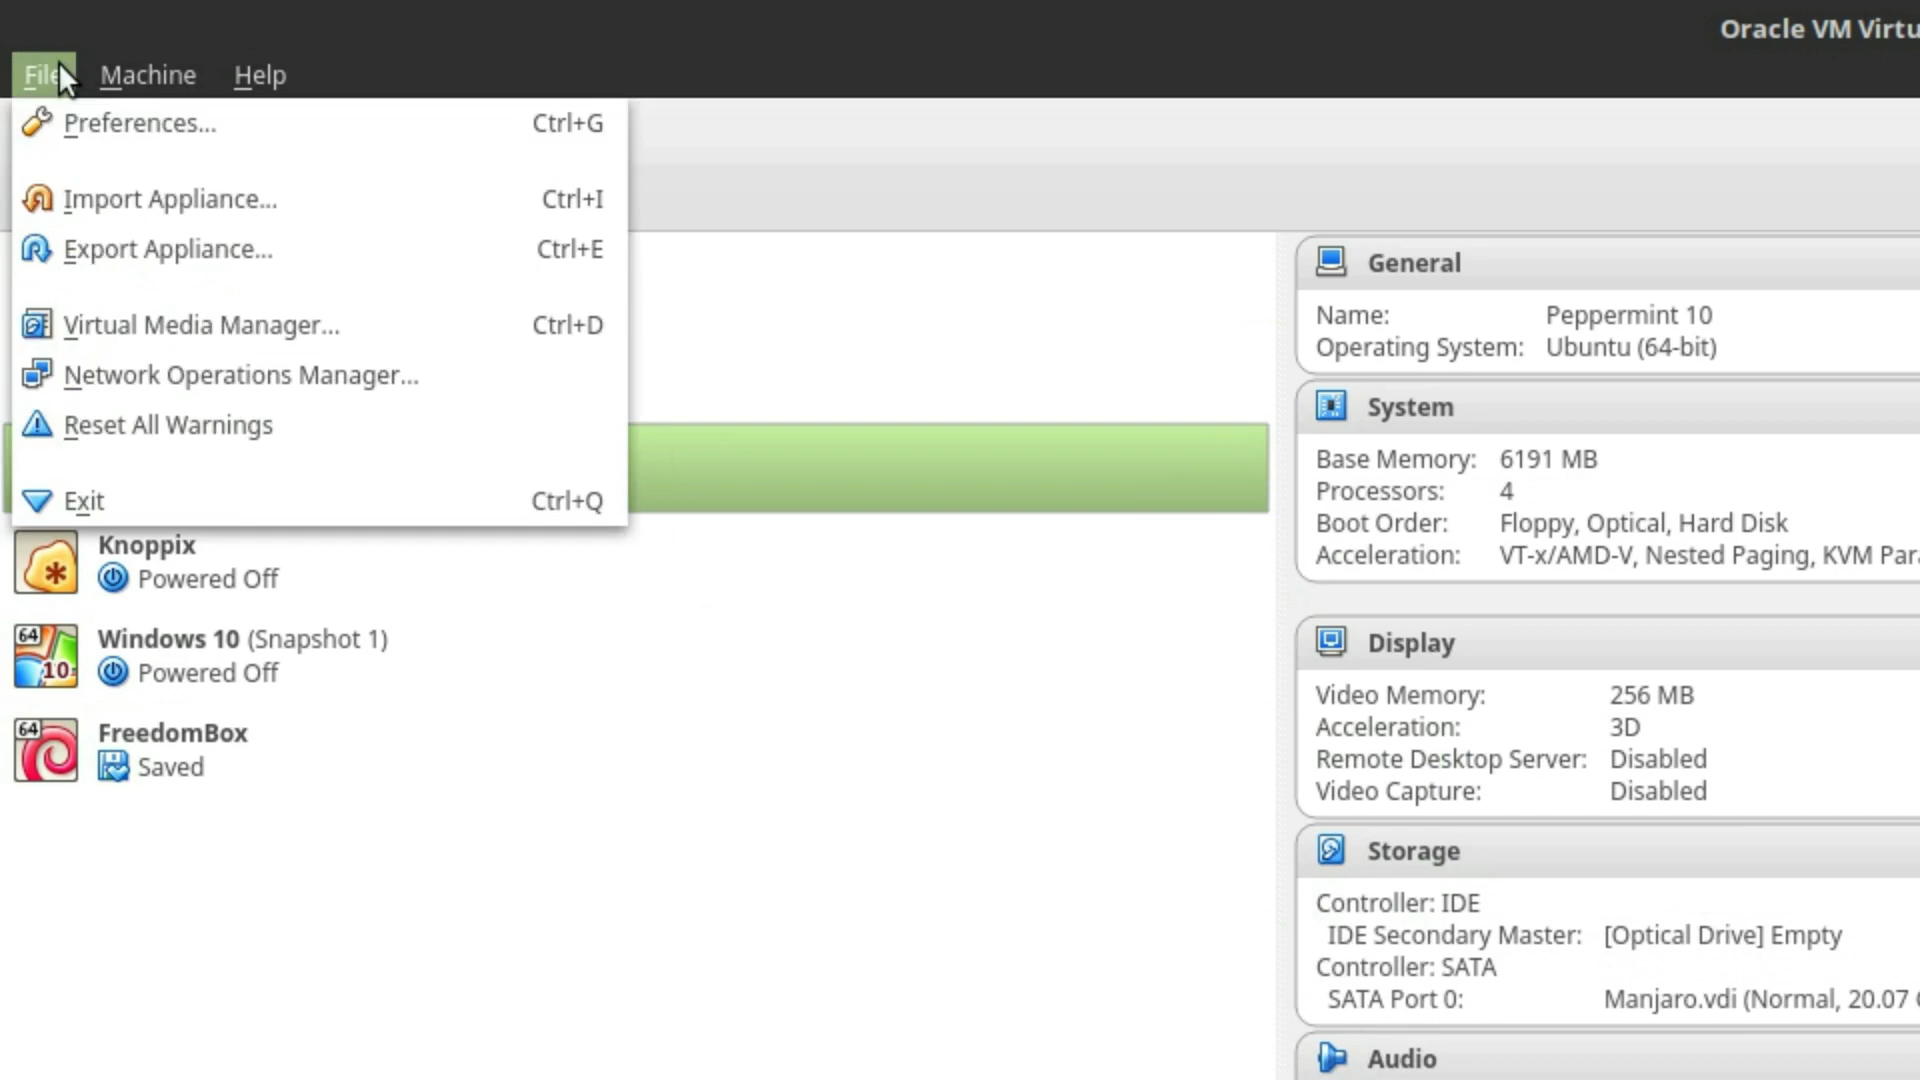 Oracle VM Virtu
File Machine Help
Preferences... Ctrl+G
Import Appliance... Ctrl+I
Export Appliance... Ctrl+E
Virtual Media Manager... Ctrl+D
Network Operations Manager...
Reset All Warnings
Exit Ctrl+Q
Knoppix
Powered Off
64
10
Windows 10 (Snapshot 1)
Powered Off
64
FreedomBox
Saved
General
Name: Peppermint 10
Operating System: Ubuntu (64-bit)
System
Base Memory: 6191 MB
Processors: 4
Boot Order: Floppy, Optical, Hard Disk
Acceleration: VT-x/AMD-V, Nested Paging, KVM Par
Display
Video Memory: 256 MB
Acceleration: 3D
Remote Desktop Server: Disabled
Video Capture: Disabled
Storage
Controller: IDE
IDE Secondary Master: [Optical Drive] Empty
Controller: SATA
SATA Port 0: Manjaro.vdi (Normal, 20.07
Audio